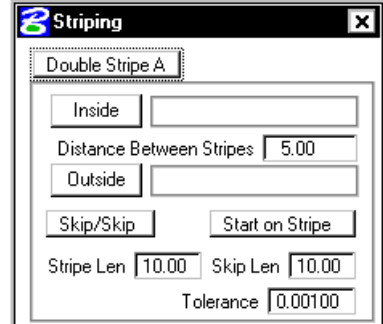 Striping
Double Stripe A
Inside
Distance Between Stripes 5.00
Outside
Skip/Skip Start on Stripe
Stripe Len 10.00 Skip Len 10.00
Tolerance 0.00100